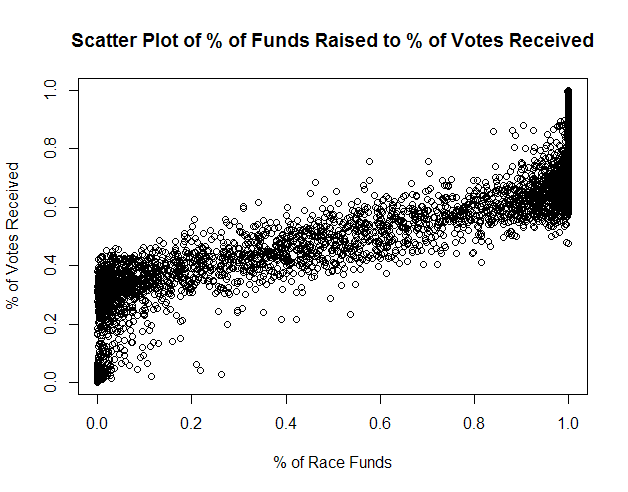 Scatter Plot of % of Funds Raised to % of Votes Received
% of Votes Received
1.0
0.8
0.6
0.4
0.2
0.0
0.0 0.2 0.4 0.6 0.8 1.0
% of Race Funds